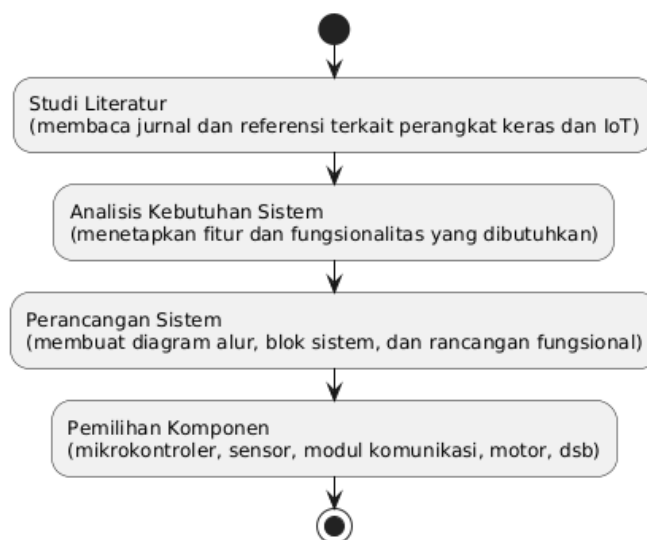 Studi Literatur
(membaca jurnal dan referensi terkait perangkat keras dan IoT)
Analisis Kebutuhan Sistem
(menetapkan fitur dan fungsionalitas yang dibutuhkan)
Perancangan Sistem
(membuat diagram alur, blok sistem, dan rancangan fungsional)
Pemilihan Komponen
(mikrokontroler, sensor, modul komunikasi, motor, dsb)